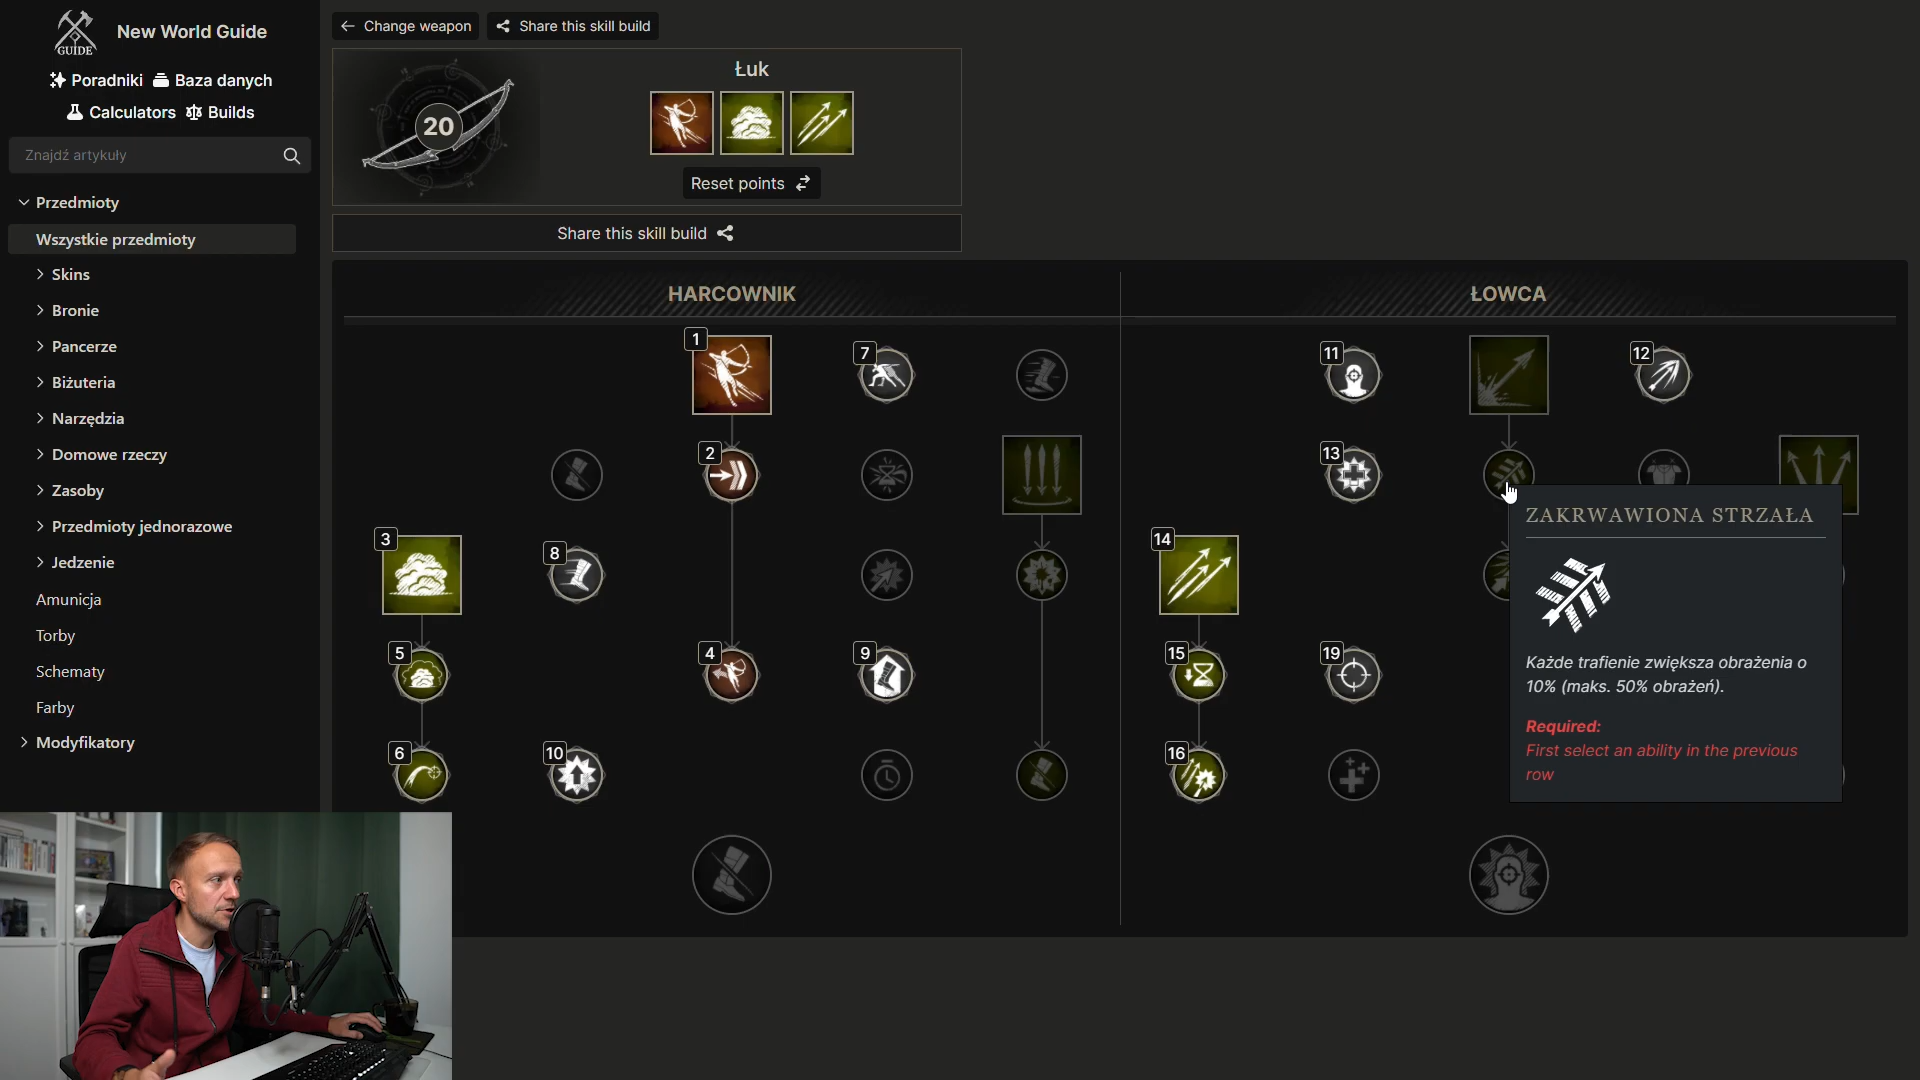 GUIDE
New World Guide
Poradniki
Baza danych
Calculators
Builds
Znajdź artykuły
Przedmioty
Wszystkie przedmioty
Skins
Bronie
Pancerze
Biżuteria
Narzędzia
Domowe rzeczy
Zasoby
Przedmioty jednorazowe
Jedzenie
Amunicja
Torby
Schematy
Farby
Modyfikatory
Change weapon
Share this skill build
20
Łuk
Reset points
Share this skill build
HARCOWNIK
1
7
2
3
8
5
4
9
6
10
ŁOWCA
11
12
13
14
15
19
16
ZAKRWAWIONA STRZAŁA
Każde trafienie zwiększa obrażenia o
10% (maks. 50% obrażeń).
Required:
First select an ability in the previous
row